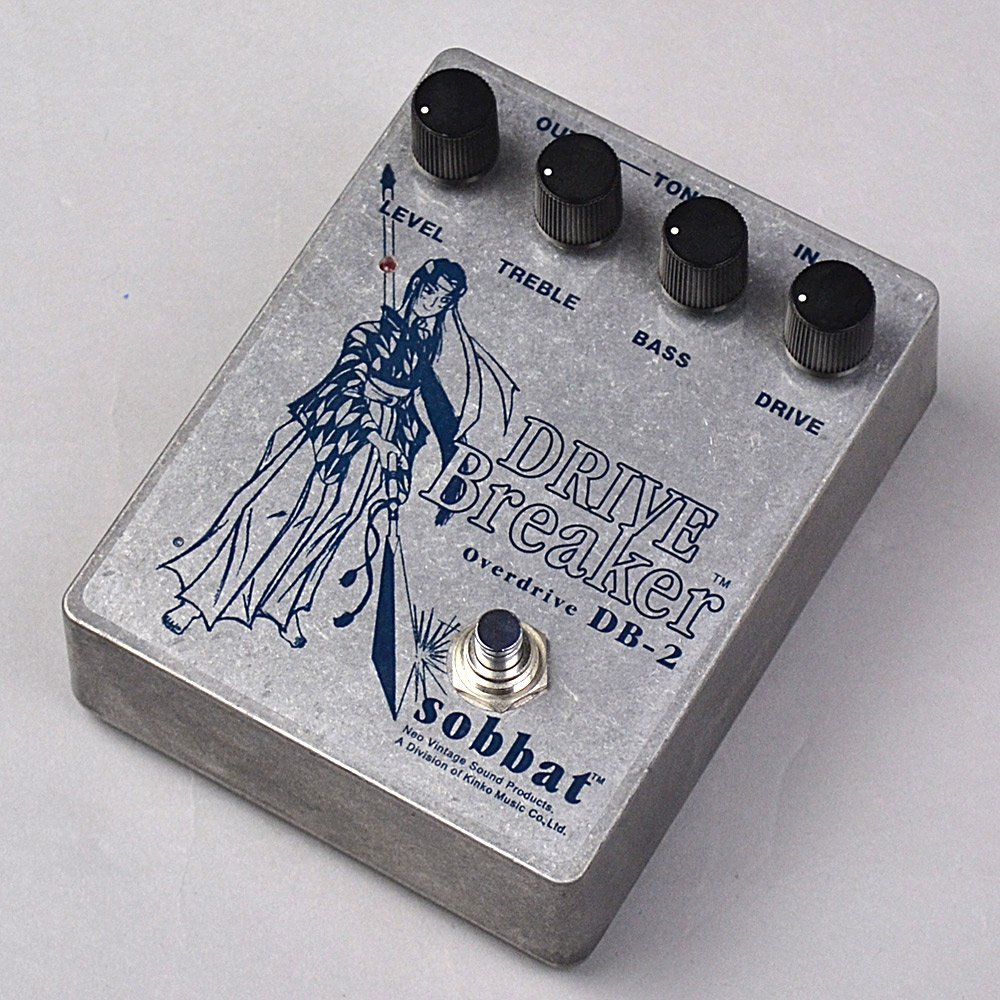 OUT
TONE
IN
LEVEL
TREBLE
BASS
DRIVE
DRIVE
Breaker™
Overdrive DB-2
sobbat™
Neo Vintage Sound Products.
A Division of Kinko Music Co.,Ltd.